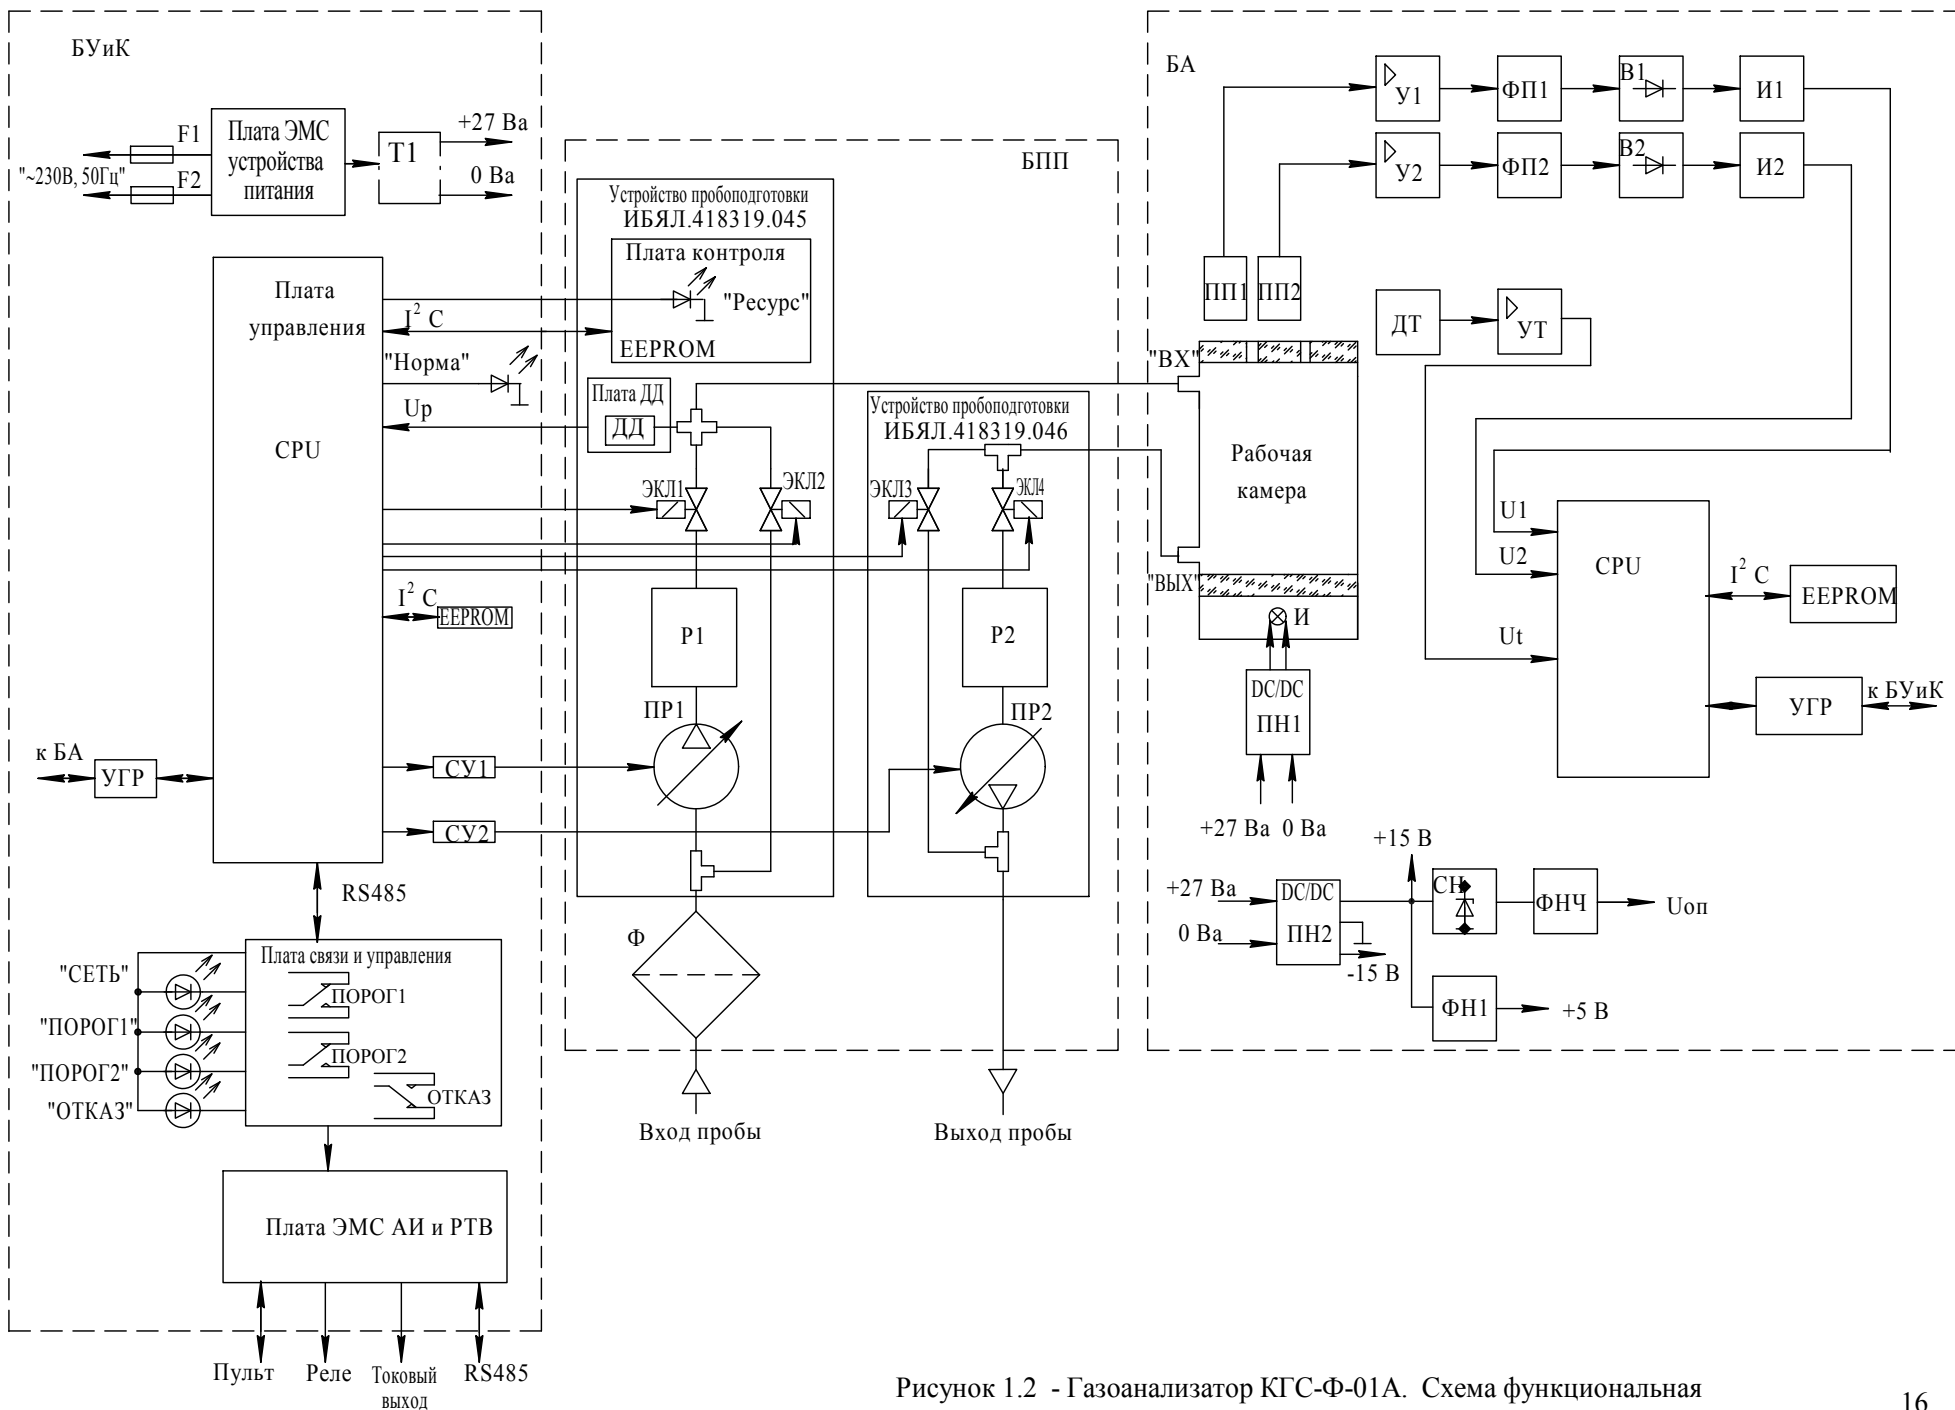 БУиК
F1
Плата ЭМС
устройства
питания
"~230В, 50Гц"
F2
Т1
+27 Ва
0 Ва
Плата
управления
CPU
I² C
"Норма"
Up
I² C
EEPROM
к БА
УГР
СУ1
СУ2
RS485
Плата связи и управления
"СЕТЬ"
"ПОРОГ1"
"ПОРОГ2"
"ОТКАЗ"
ПОРОГ1
ПОРОГ2
ОТКАЗ
Плата ЭМС АИ и РТВ
Пульт
Реле
Токовый
выход
RS485
БПП
Устройство пробоподготовки
ИБЯЛ.418319.045
Плата контроля
"Ресурс"
EEPROM
Плата ДД
ДД
ЭКЛ1
ЭКЛ2
Р1
ПР1
Ф
Вход пробы
Устройство пробоподготовки
ИБЯЛ.418319.046
ЭКЛ3
ЭКЛ4
Р2
ПР2
Выход пробы
БА
У1
ФП1
В1
И1
У2
ФП2
В2
И2
ПП1
ПП2
ДТ
УТ
"ВХ"
Рабочая
камера
"ВЫХ"
И
DC/DC
ПН1
+27 Ва
0 Ва
U1
U2
Ut
CPU
I² C
EEPROM
УГР
к БУиК
+27 Ва
0 Ва
DC/DC
ПН2
+15 В
-15 В
СН
ФНЧ
Uоп
ФН1
+5 В
Рисунок 1.2 - Газоанализатор КГС-Ф-01А. Схема функциональная
16